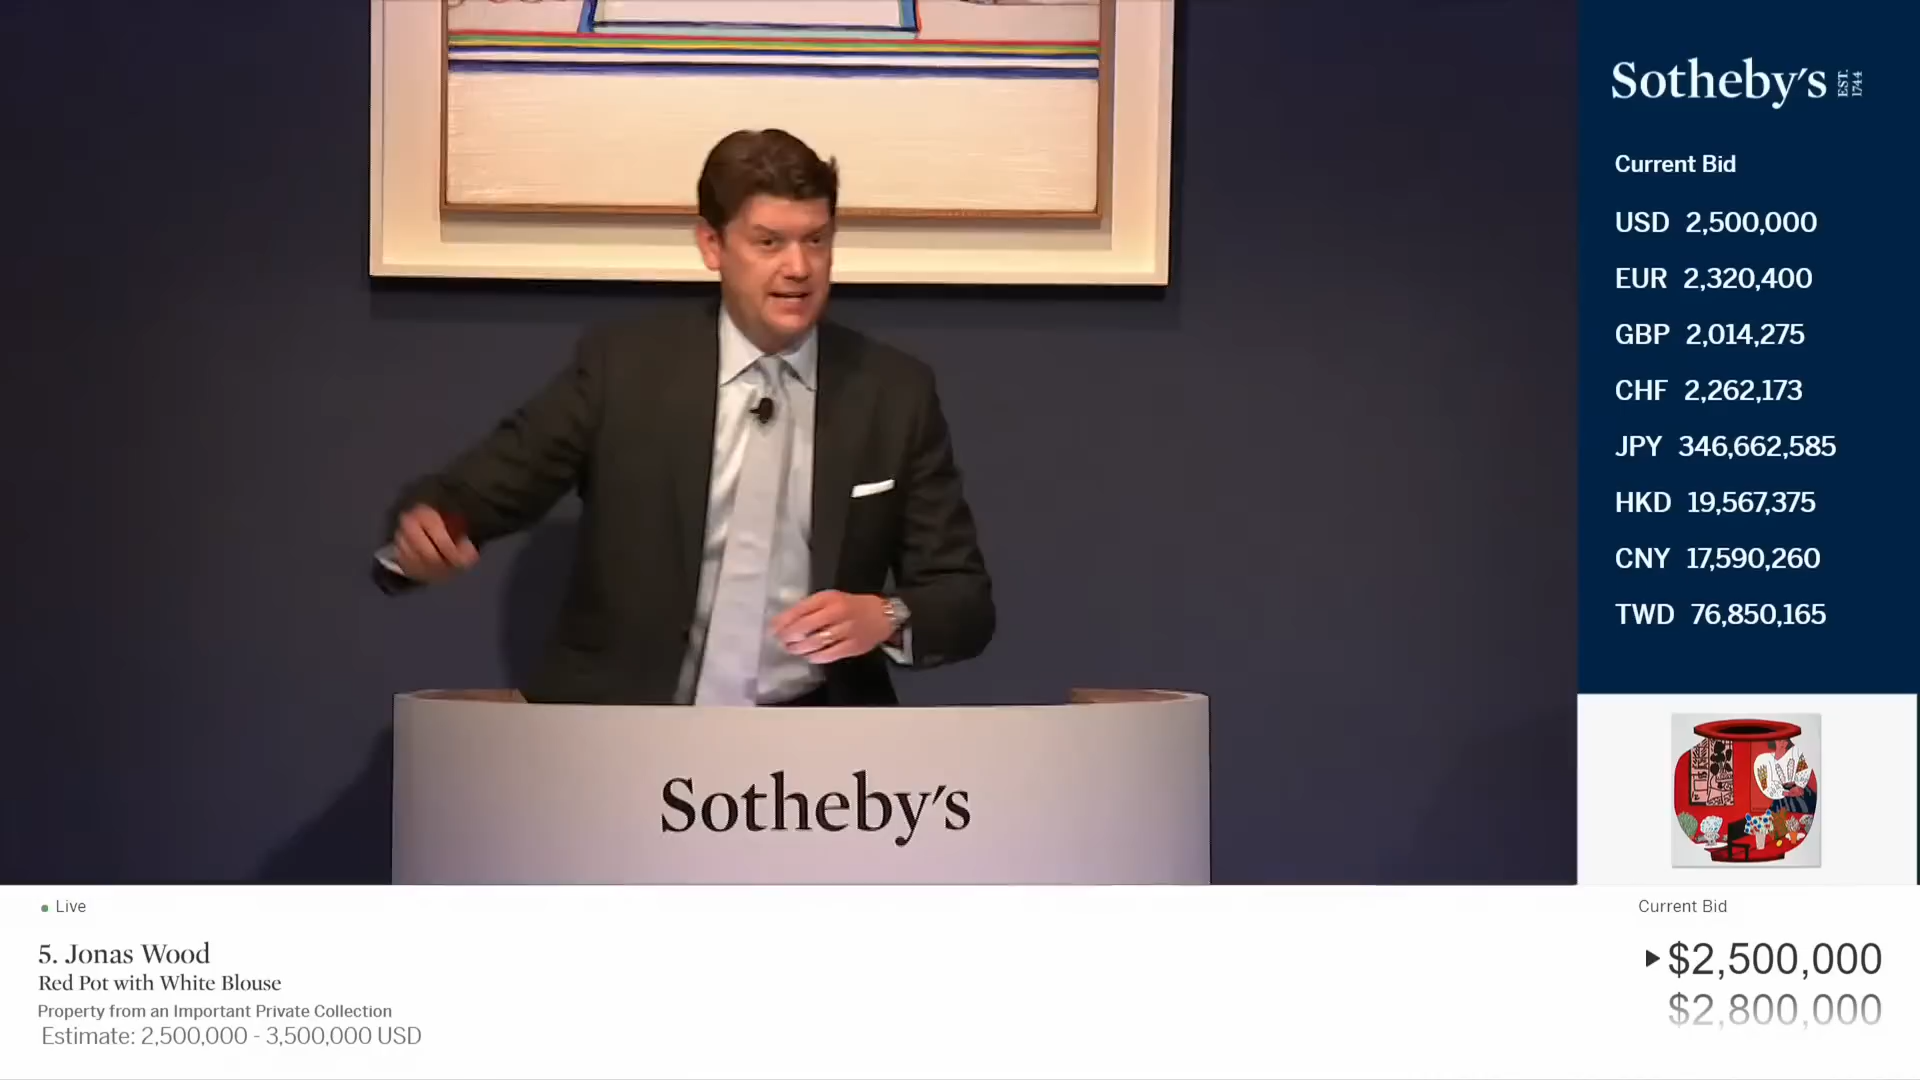 Sotheby's EST. 1744
Current Bid
USD 2,500,000
EUR 2,320,400
GBP 2,014,275
CHF 2,262,173
JPY 346,662,585
HKD 19,567,375
CNY 17,590,260
TWD 76,850,165
Sotheby's
Live
5. Jonas Wood
Red Pot with White Blouse
Property from an Important Private Collection
Estimate: 2,500,000 - 3,500,000 USD
Current Bid
$2,500,000
$2,800,000